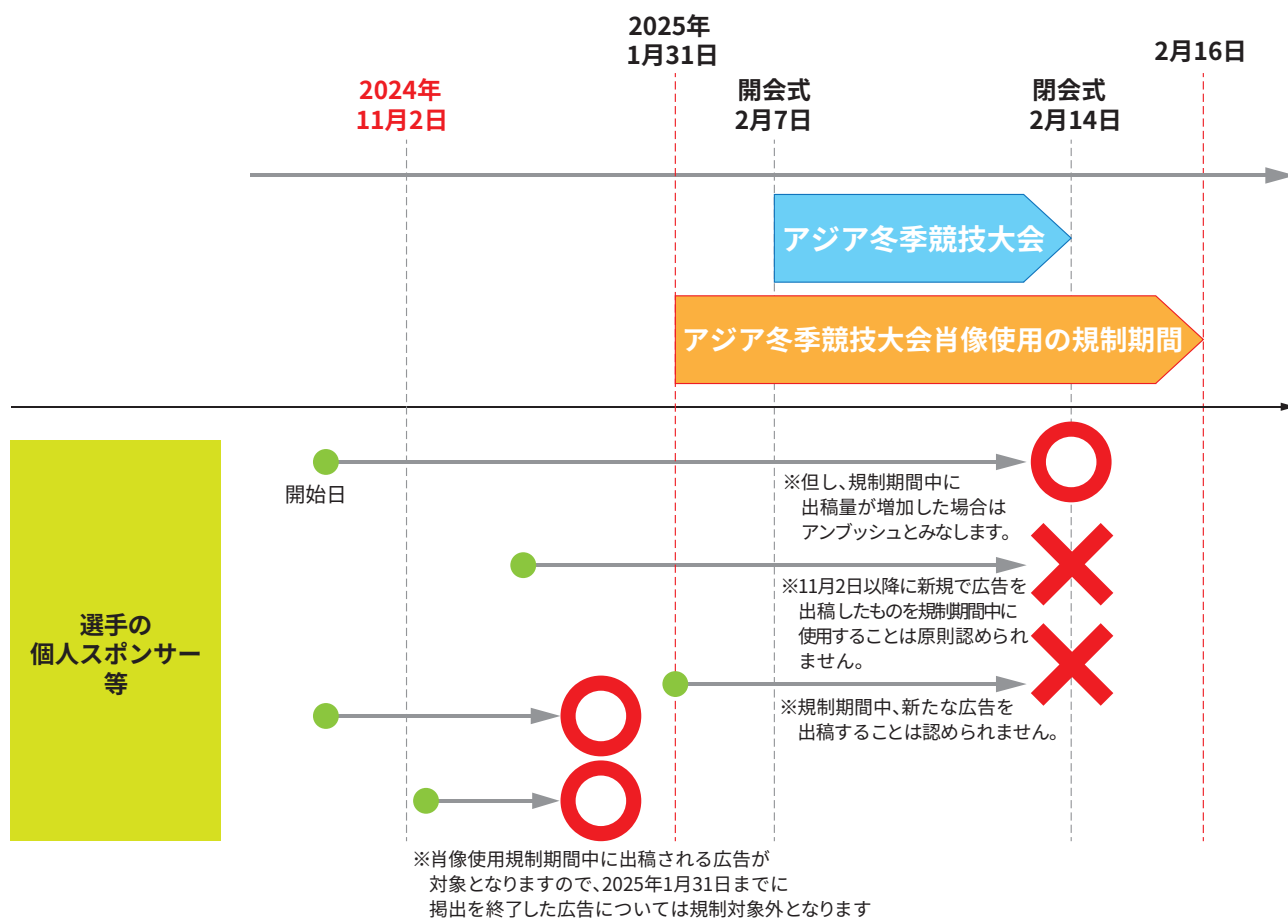 2024年
11月2日
2025年
1月31日
開会式
2月7日
閉会式
2月14日
2月16日
アジア冬季競技大会
アジア冬季競技大会肖像使用の規制期間
選手の
個人スポンサー
等
開始日
※但し、規制期間中に
出稿量が増加した場合は
アンブッシュとみなします。
※11月2日以降に新規で広告を
出稿したものを規制期間中に
使用することは原則認められ
ません。
※規制期間中、新たな広告を
出稿することは認められません。
※肖像使用規制期間中に出稿される広告が
対象となりますので、2025年1月31日までに
掲出を終了した広告については規制対象外となります